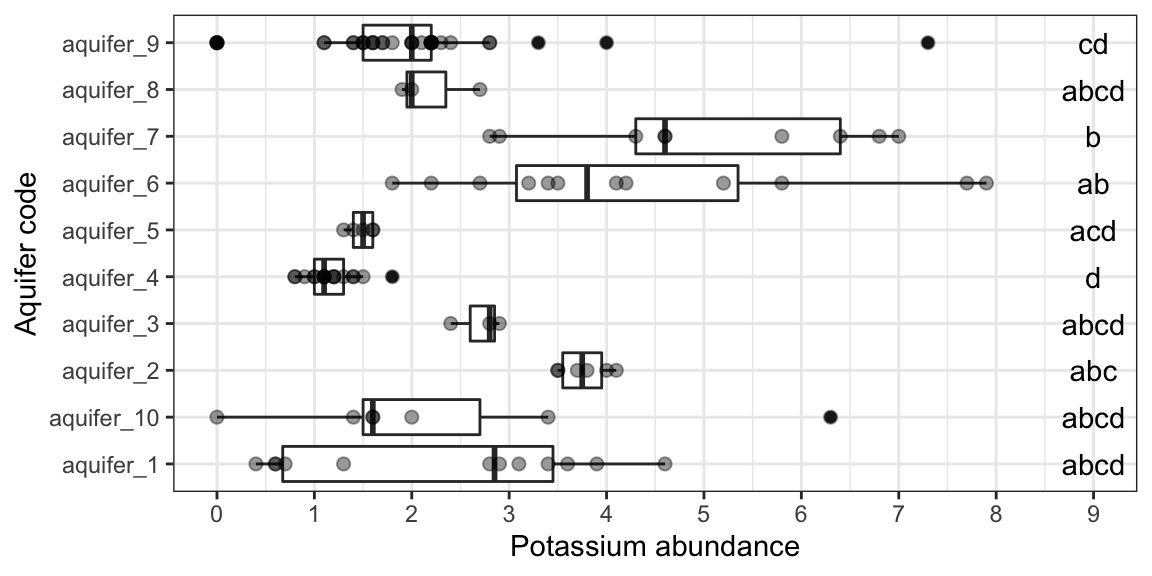 Aquifer code
aquifer_9 cd
aquifer_8 abcd
aquifer_7 b
aquifer_6 ab
aquifer_5 acd
aquifer_4 d
aquifer_3 abcd
aquifer_2 abc
aquifer_10 abcd
aquifer_1 abcd
0 1 2 3 4 5 6 7 8 9
Potassium abundance